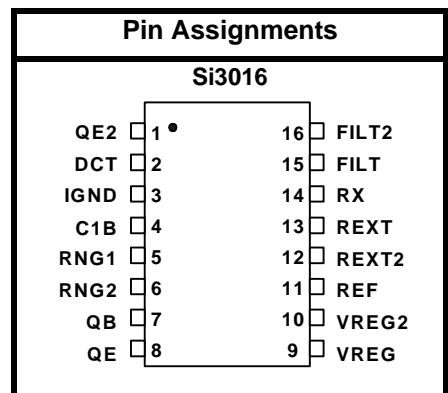 Pin Assignments
Si3016
QE2 1 16 FILT2
DCT 2 15 FILT
IGND 3 14 RX
C1B 4 13 REXT
RNG1 5 12 REXT2
RNG2 6 11 REF
QB 7 10 VREG2
QE 8 9 VREG